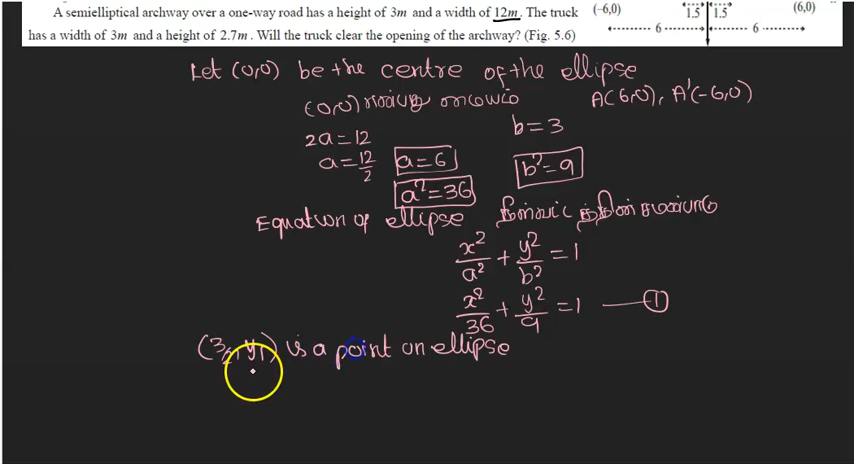 A semielliptical archway over a one-way road has a height of 3m and a width of 12m. The truck
has a width of 3m and a height of 2.7m. Will the truck clear the opening of the archway? (Fig. 5.6)
(-6,0) 1.5 1.5 (6,0)
6 6
Let (0,0) be the centre of the ellipse
(0,0) A(6,0), A'(-6,0)
2a=12 b=3
a=12/2 a=6 b²=9
a²=36
Equation of ellipse
x²/a² + y²/b² = 1
x²/36 + y²/9 = 1 —— ①
(3/2, y₁) is a point on ellipse